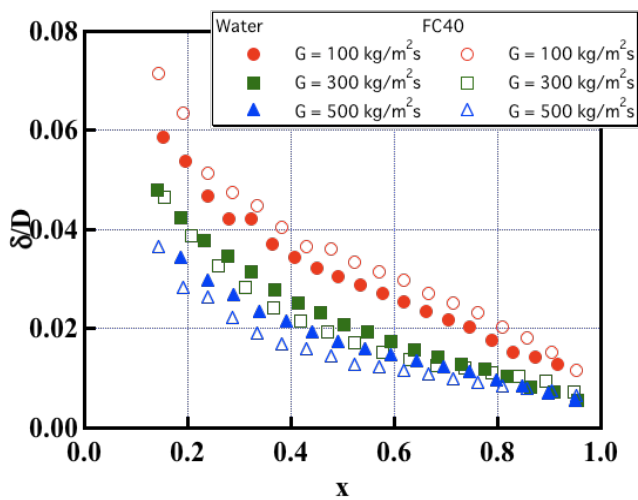 Water FC40
G = 100 kg/m²s G = 100 kg/m²s
G = 300 kg/m²s G = 300 kg/m²s
G = 500 kg/m²s G = 500 kg/m²s
0.08
0.06
0.04
0.02
0.00
δ/D
0.0 0.2 0.4 0.6 0.8 1.0
x